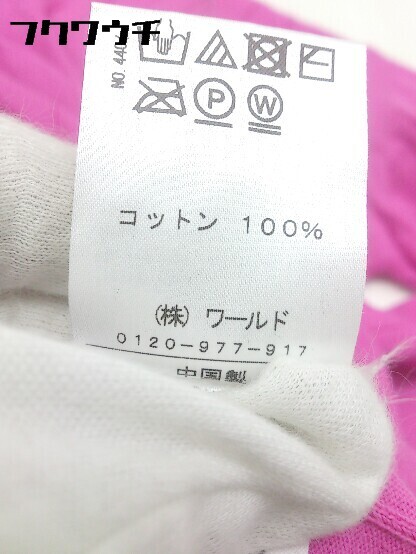 フクワウチ
NO.440
P W
コットン 100%
(株) ワールド
0120-977-917
中国製